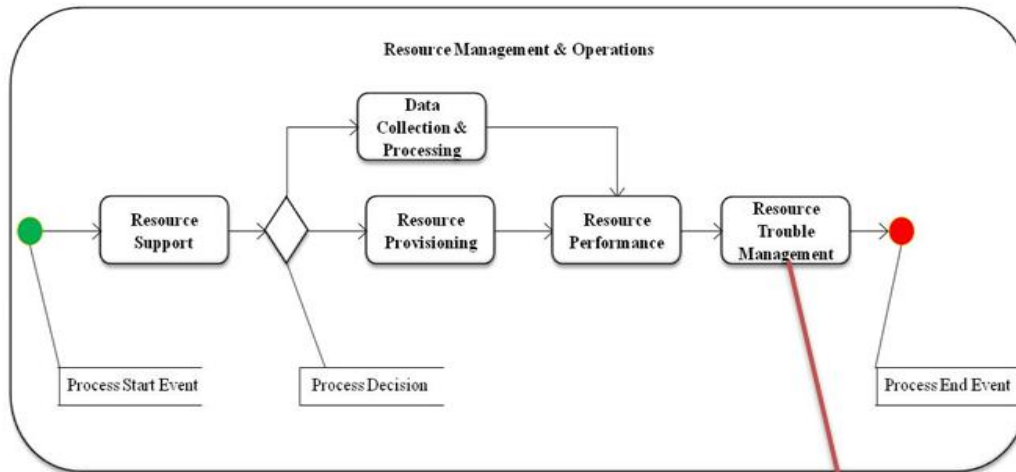 Resource Management & Operations
Data
Collection &
Processing
Resource
Support
Resource
Provisioning
Resource
Performance
Resource
Trouble
Management
Process Start Event
Process Decision
Process End Event